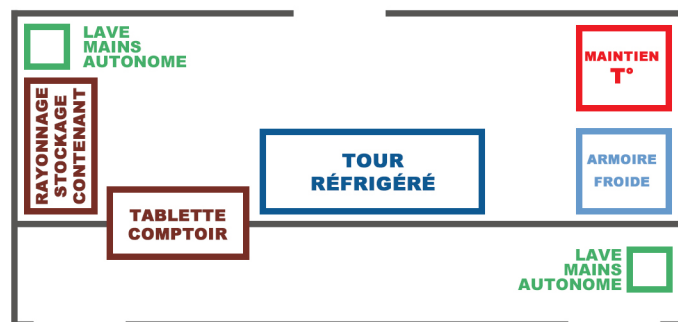 LAVE
MAINS
AUTONOME
MAINTIEN
T°
RAYONNAGE
STOCKAGE
CONTENANT
TOUR
RÉFRIGÉRÉ
ARMOIRE
FROIDE
TABLETTE
COMPTOIR
LAVE
MAINS
AUTONOME